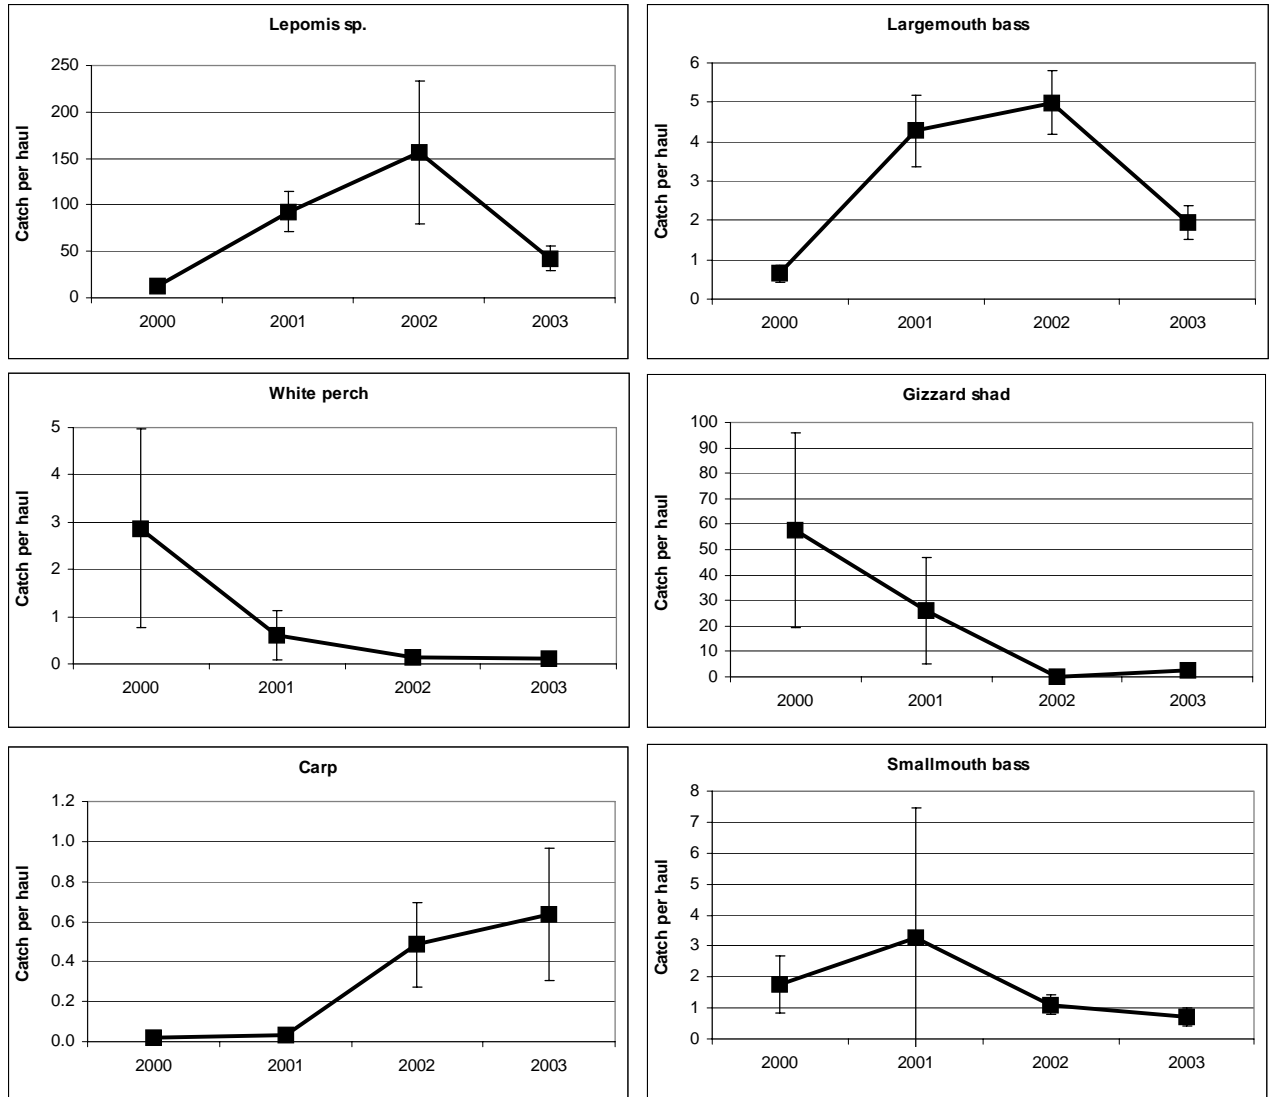 Lepomis sp.
Catch per haul
250
200
150
100
50
0
2000 2001 2002 2003
Largemouth bass
Catch per haul
6
5
4
3
2
1
0
2000 2001 2002 2003
White perch
Catch per haul
5
4
3
2
1
0
2000 2001 2002 2003
Gizzard shad
Catch per haul
100
90
80
70
60
50
40
30
20
10
0
2000 2001 2002 2003
Carp
Catch per haul
1.2
1.0
0.8
0.6
0.4
0.2
0.0
2000 2001 2002 2003
Smallmouth bass
Catch per haul
8
7
6
5
4
3
2
1
0
2000 2001 2002 2003